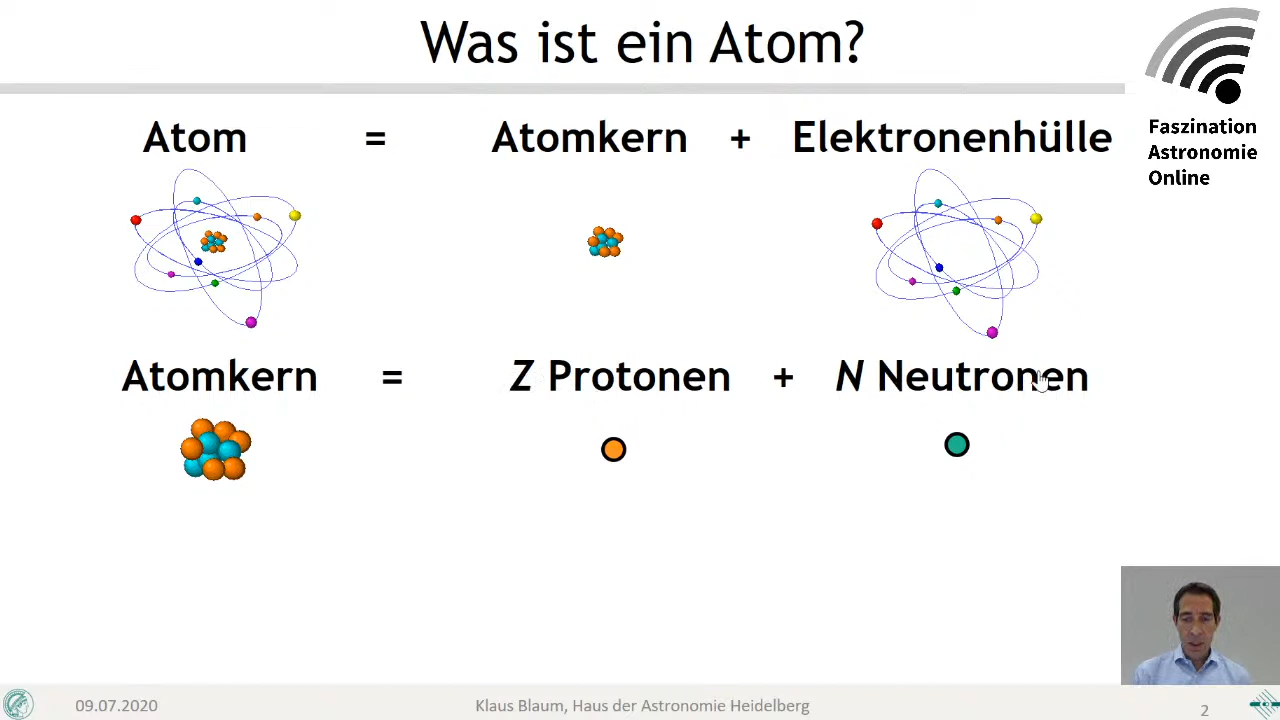 Was ist ein Atom?
Faszination
Astronomie
Online
Atom = Atomkern + Elektronenhülle
Atomkern = Z Protonen + N Neutronen
09.07.2020 Klaus Blaum, Haus der Astronomie Heidelberg 2